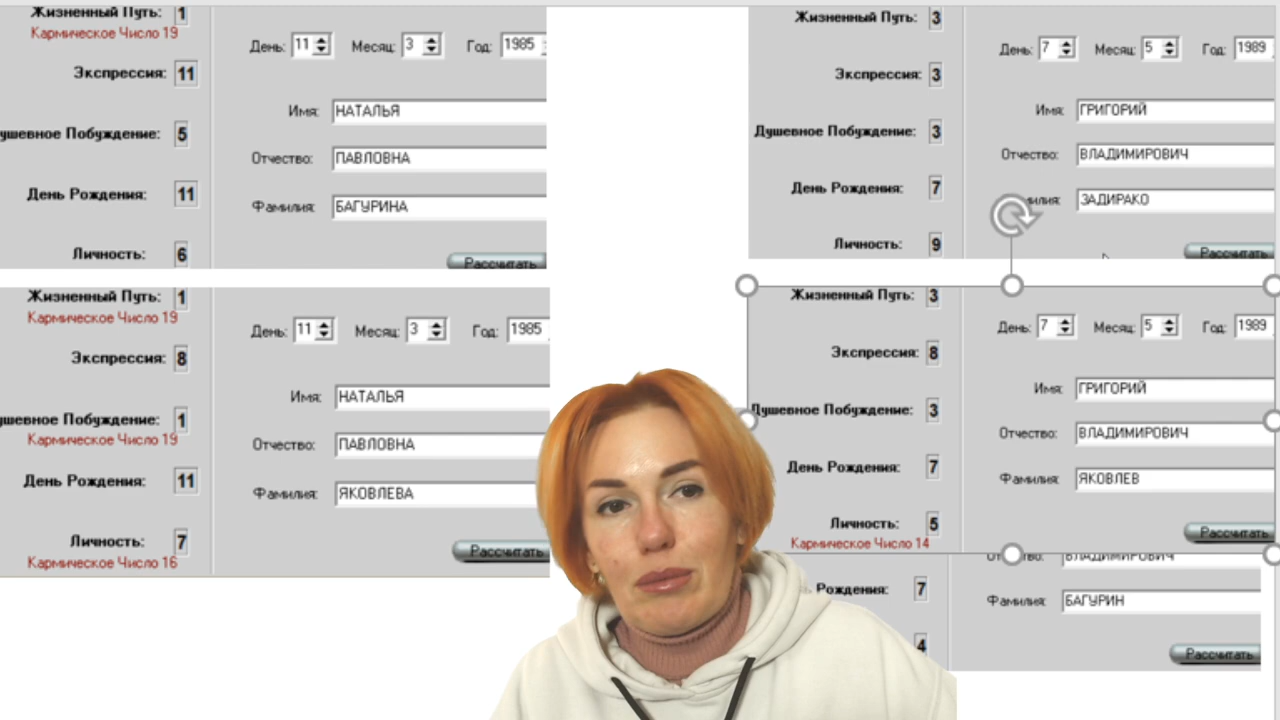 Жизненный Путь: 1
Кармическое Число 19
Экспрессия: 11
ушевное Побуждение: 5
День Рождения: 11
Личность: 6
День: 11 Месяц: 3 Год: 1985
Имя: НАТАЛЬЯ
Отчество: ПАВЛОВНА
Фамилия: БАГУРИНА
Рассчитать
Жизненный Путь: 3
Экспрессия: 3
Душевное Побуждение: 3
День Рождения: 7
Личность: 9
День: 7 Месяц: 5 Год: 1989
Имя: ГРИГОРИЙ
Отчество: ВЛАДИМИРОВИЧ
милия: ЗАДИРАКО
Рассчитать
Жизненный Путь: 1
Кармическое Число 19
Экспрессия: 8
ушевное Побуждение: 1
Кармическое Число 19
День Рождения: 11
Личность: 7
Кармическое Число 16
День: 11 Месяц: 3 Год: 1985
Имя: НАТАЛЬЯ
Отчество: ПАВЛОВНА
Фамилия: ЯКОВЛЕВА
Рассчитать
Жизненный Путь: 3
Экспрессия: 8
Душевное Побуждение: 3
День Рождения: 7
Личность: 5
Кармическое Число 14
День: 7 Месяц: 5 Год: 1989
Имя: ГРИГОРИЙ
Отчество: ВЛАДИМИРОВИЧ
Фамилия: ЯКОВЛЕВ
Рассчитать
ВЛАДИМИРОВИЧ
ь Рождения: 7
4
Фамилия: БАГУРИН
Рассчитать